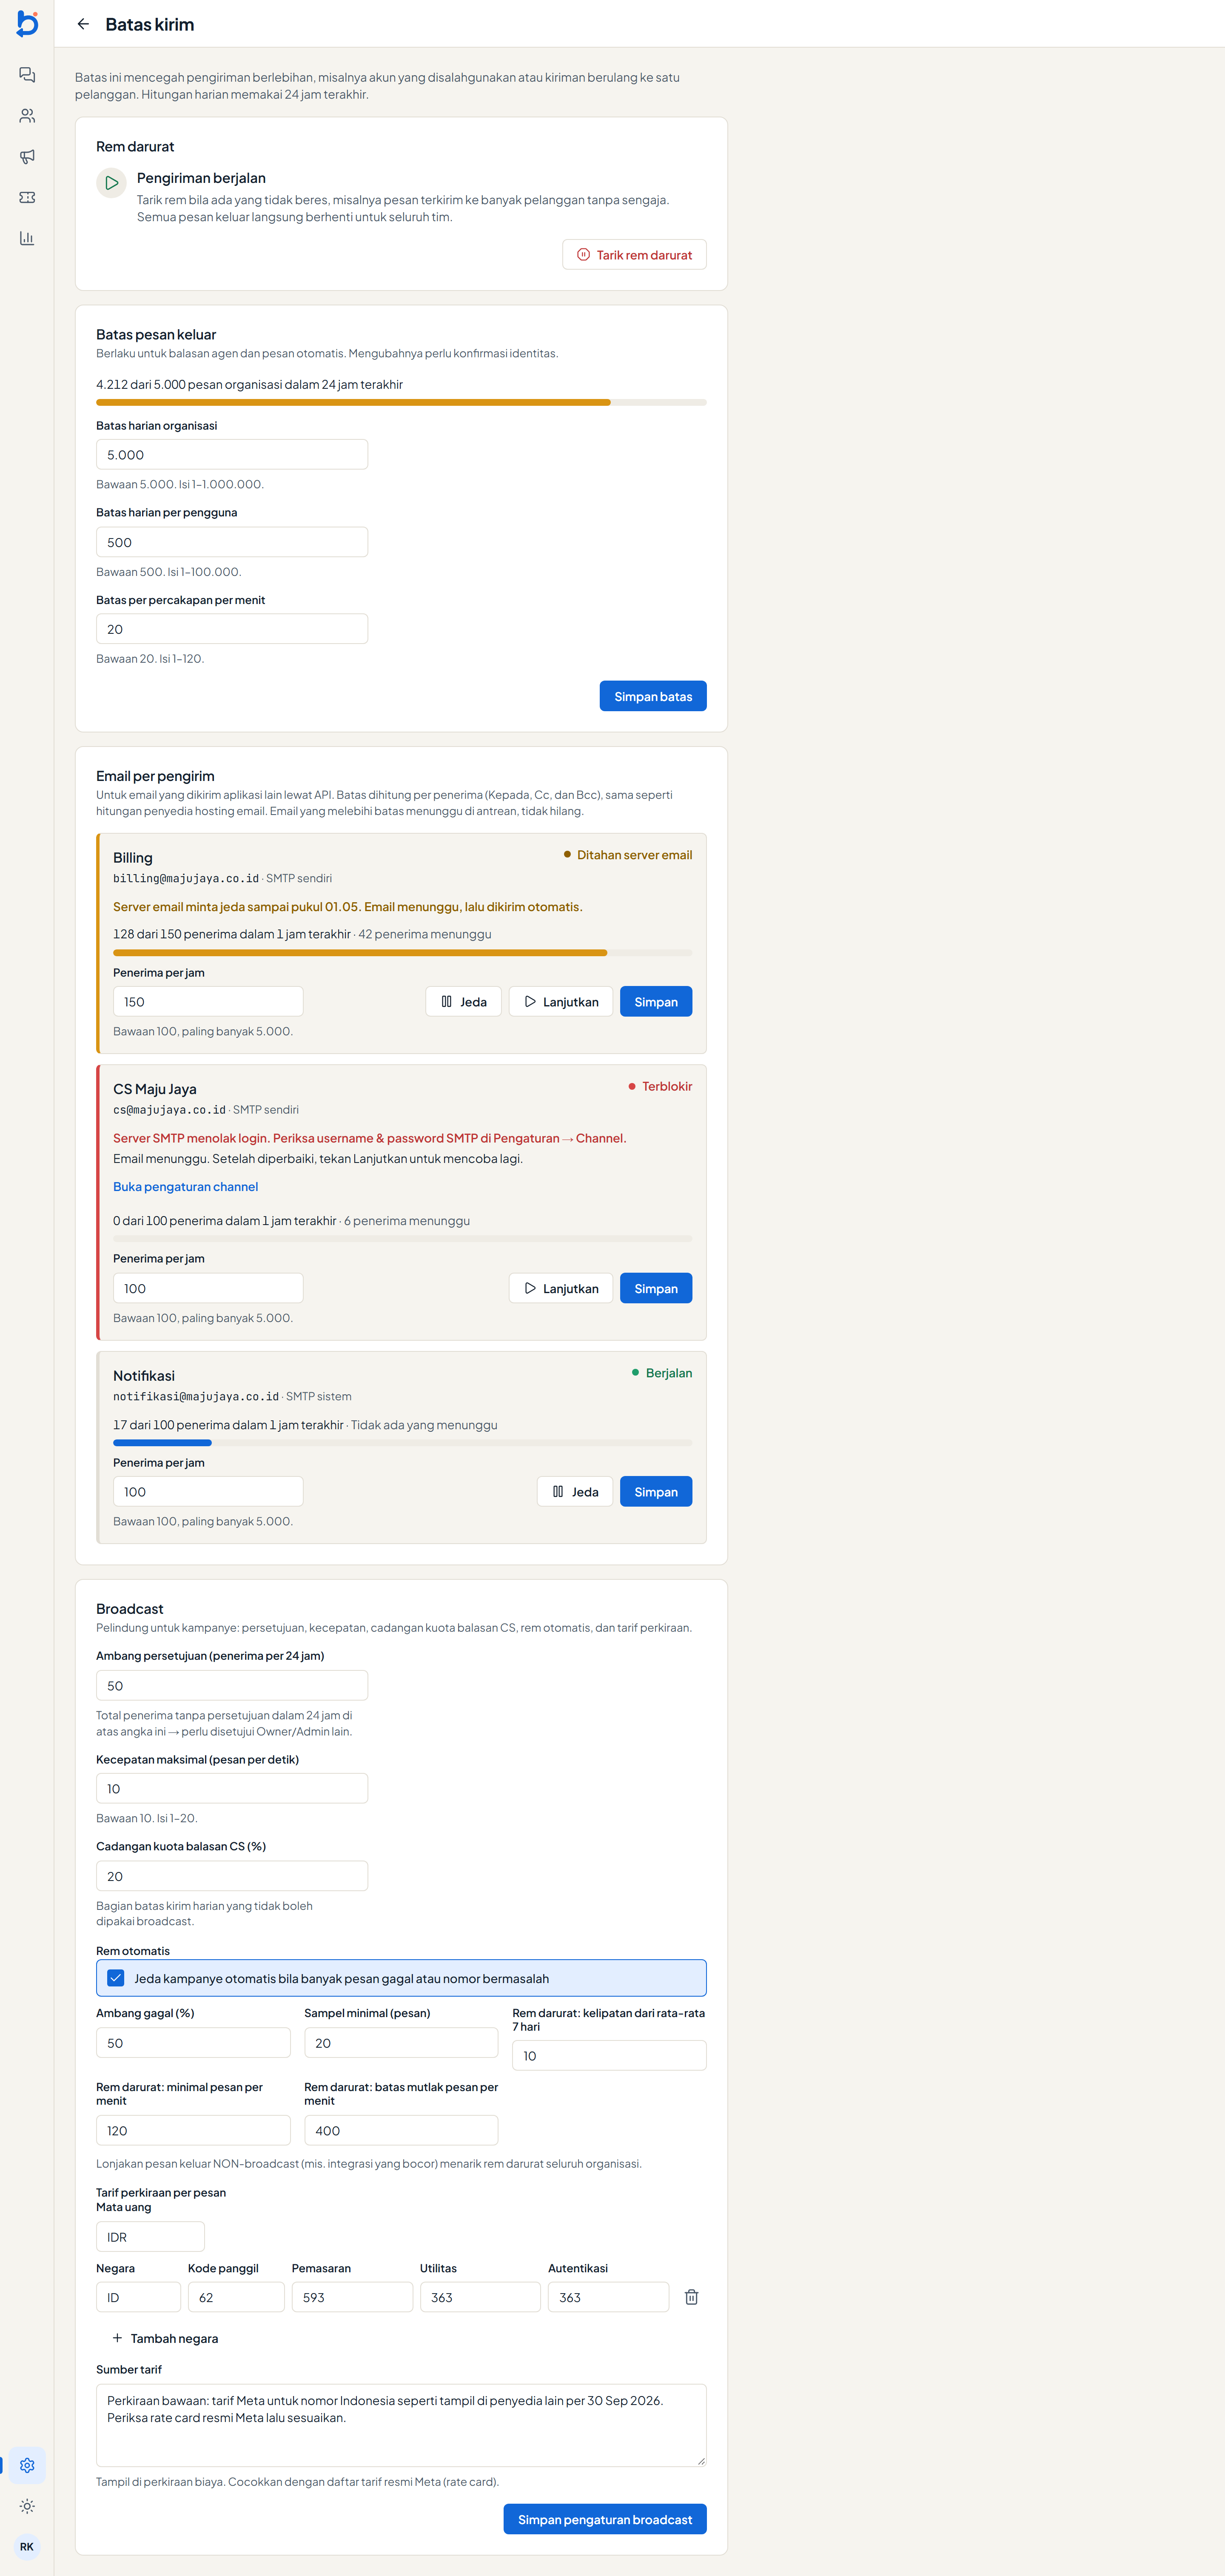 Batas kirim
Batas ini mencegah pengiriman berlebihan, misalnya akun yang disalahgunakan atau kiriman berulang ke satu
pelanggan. Hitungan harian memakai 24 jam terakhir.
Rem darurat
Pengiriman berjalan
Tarik rem bila ada yang tidak beres, misalnya pesan terkirim ke banyak pelanggan tanpa sengaja.
Semua pesan keluar langsung berhenti untuk seluruh tim.
Tarik rem darurat
Batas pesan keluar
Berlaku untuk balasan agen dan pesan otomatis. Mengubahnya perlu konfirmasi identitas.
4.212 dari 5.000 pesan organisasi dalam 24 jam terakhir
Batas harian organisasi
5.000
Bawaan 5.000. Isi 1–1.000.000.
Batas harian per pengguna
500
Bawaan 500. Isi 1–100.000.
Batas per percakapan per menit
20
Bawaan 20. Isi 1–120.
Simpan batas
Email per pengirim
Untuk email yang dikirim aplikasi lain lewat API. Batas dihitung per penerima (Kepada, Cc, dan Bcc), sama seperti
hitungan penyedia hosting email. Email yang melebihi batas menunggu di antrean, tidak hilang.
Billing
Ditahan server email
billing@majujaya.co.id · SMTP sendiri
Server email minta jeda sampai pukul 01.05. Email menunggu, lalu dikirim otomatis.
128 dari 150 penerima dalam 1 jam terakhir · 42 penerima menunggu
Penerima per jam
150
Jeda
Lanjutkan
Simpan
Bawaan 100, paling banyak 5.000.
CS Maju Jaya
Terblokir
cs@majujaya.co.id · SMTP sendiri
Server SMTP menolak login. Periksa username & password SMTP di Pengaturan → Channel.
Email menunggu. Setelah diperbaiki, tekan Lanjutkan untuk mencoba lagi.
Buka pengaturan channel
0 dari 100 penerima dalam 1 jam terakhir · 6 penerima menunggu
Penerima per jam
100
Lanjutkan
Simpan
Bawaan 100, paling banyak 5.000.
Notifikasi
Berjalan
notifikasi@majujaya.co.id · SMTP sistem
17 dari 100 penerima dalam 1 jam terakhir · Tidak ada yang menunggu
Penerima per jam
100
Jeda
Simpan
Bawaan 100, paling banyak 5.000.
Broadcast
Pelindung untuk kampanye: persetujuan, kecepatan, cadangan kuota balasan CS, rem otomatis, dan tarif perkiraan.
Ambang persetujuan (penerima per 24 jam)
50
Total penerima tanpa persetujuan dalam 24 jam di
atas angka ini → perlu disetujui Owner/Admin lain.
Kecepatan maksimal (pesan per detik)
10
Bawaan 10. Isi 1–20.
Cadangan kuota balasan CS (%)
20
Bagian batas kirim harian yang tidak boleh
dipakai broadcast.
Rem otomatis
Jeda kampanye otomatis bila banyak pesan gagal atau nomor bermasalah
Ambang gagal (%)
50
Sampel minimal (pesan)
20
Rem darurat: kelipatan dari rata-rata
7 hari
10
Rem darurat: minimal pesan per
menit
120
Rem darurat: batas mutlak pesan per
menit
400
Lonjakan pesan keluar NON-broadcast (mis. integrasi yang bocor) menarik rem darurat seluruh organisasi.
Tarif perkiraan per pesan
Mata uang
IDR
Negara Kode panggil Pemasaran Utilitas Autentikasi
ID 62 593 363 363
Tambah negara
Sumber tarif
Perkiraan bawaan: tarif Meta untuk nomor Indonesia seperti tampil di penyedia lain per 30 Sep 2026.
Periksa rate card resmi Meta lalu sesuaikan.
Tampil di perkiraan biaya. Cocokkan dengan daftar tarif resmi Meta (rate card).
Simpan pengaturan broadcast
RK